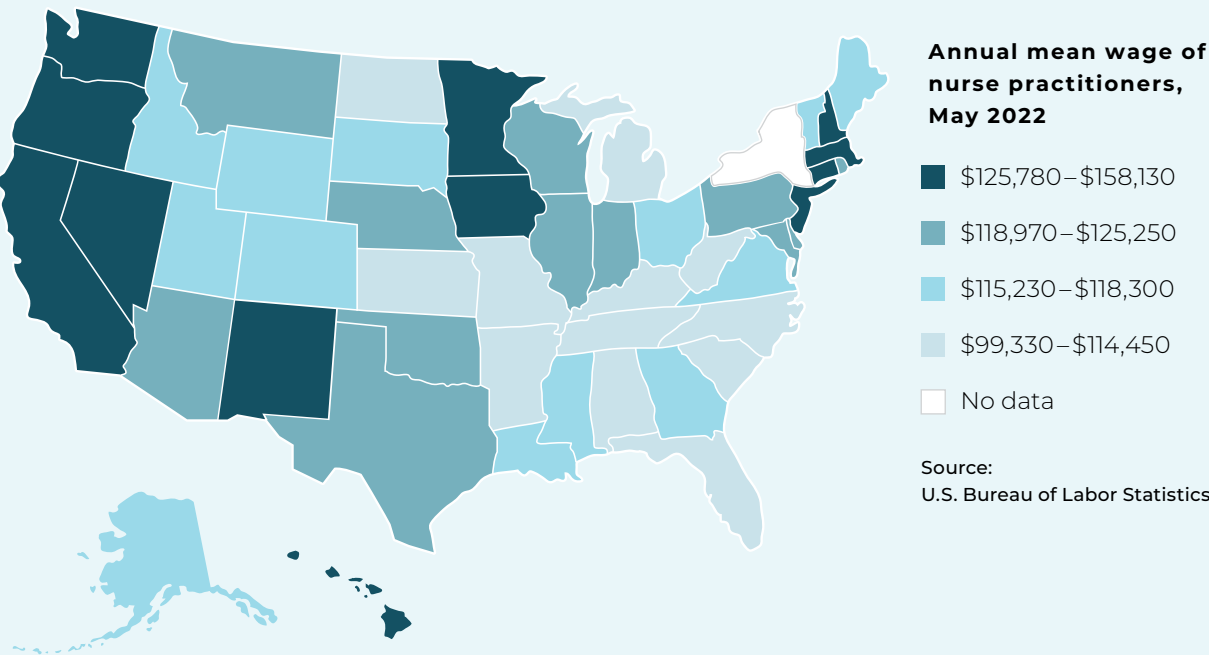 Annual mean wage of
nurse practitioners,
May 2022
$125,780–$158,130
$118,970–$125,250
$115,230–$118,300
$99,330–$114,450
No data
Source:
U.S. Bureau of Labor Statistics